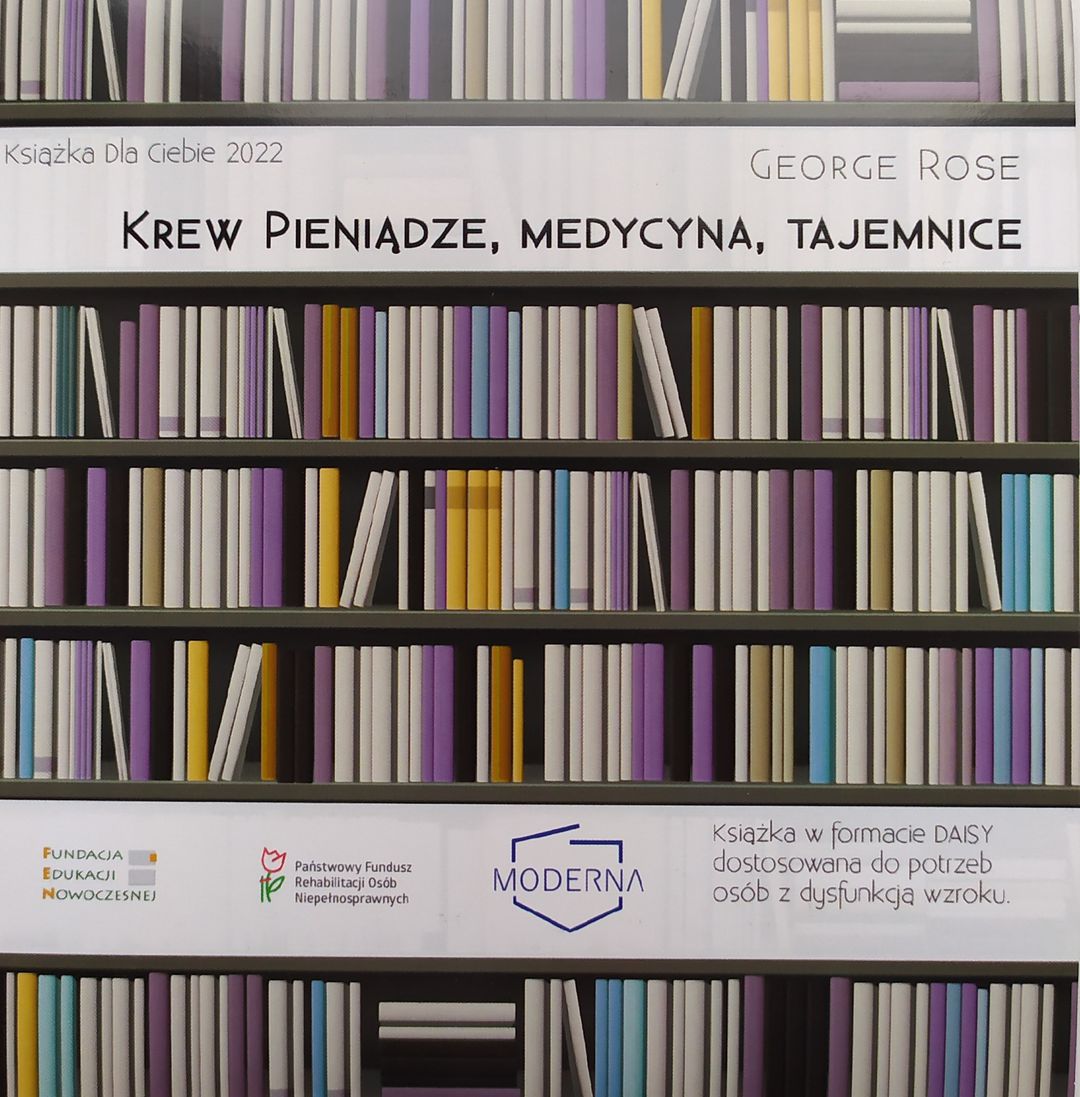 Książka Dla Ciebie 2022
George Rose
Krew Pieniądze, medycyna, tajemnice
Fundacja
Edukacji
Nowoczesnej
Państwowy Fundusz
Rehabilitacji Osób
Niepełnosprawnych
MODERNA
Książka w formacie DAISY
dostosowana do potrzeb
osób z dysfunkcją wzroku.